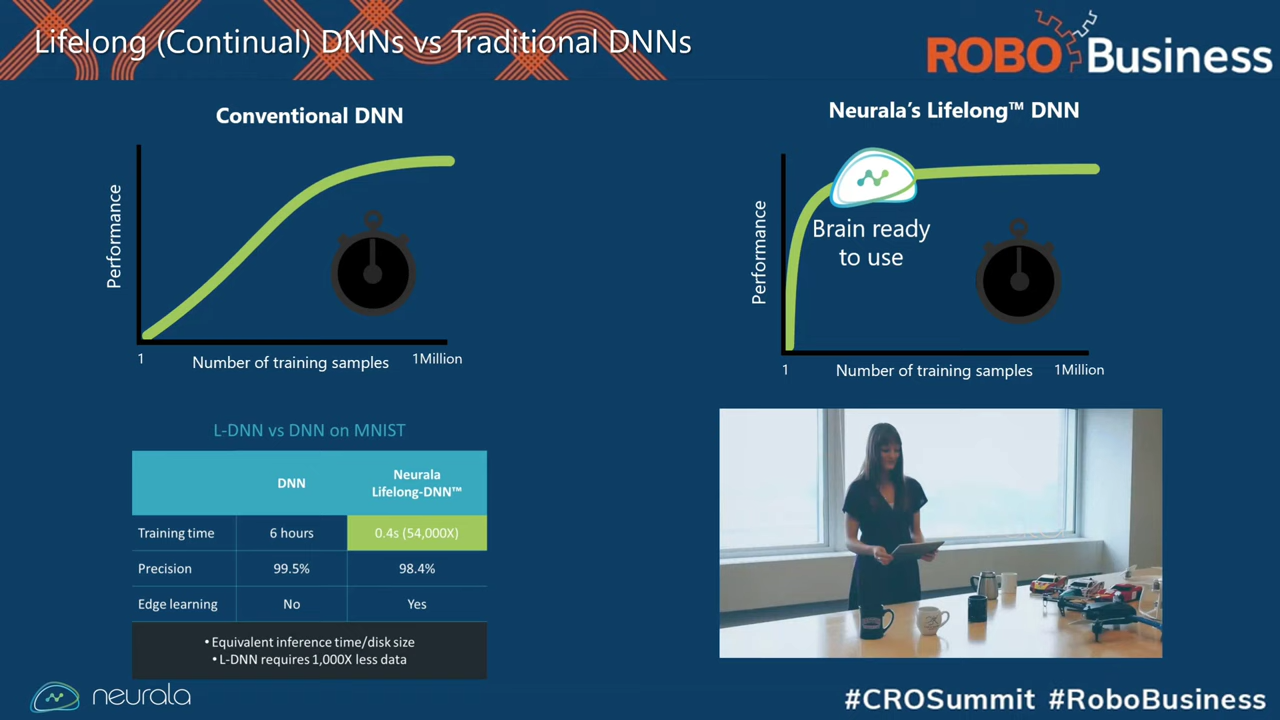 Lifelong (Continual) DNNs vs Traditional DNNs
ROBO Business
Conventional DNN
Performance
1
Number of training samples
1Million
Neurala's Lifelong™ DNN
Brain ready
to use
Performance
1
Number of training samples
1Million
L-DNN vs DNN on MNIST
DNN
Neurala
Lifelong-DNN™
Training time
6 hours
0.4s (54,000X)
Precision
99.5%
98.4%
Edge learning
No
Yes
• Equivalent inference time/disk size
• L-DNN requires 1,000X less data
neurala
#CROSummit #RoboBusiness